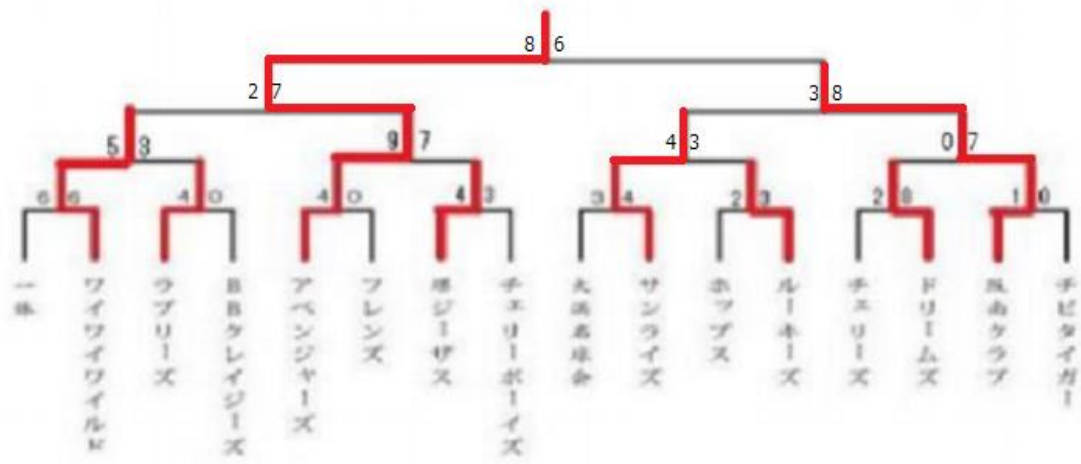 8 6
2 7
3 8
5 3
9 7
4 3
0 7
6 6
4 0
4 0
4 3
3 4
2 3
2 8
1 0
一休
ワイワイワイルド
ラブリーズ
BBクレイジーズ
アベンジャーズ
フレンズ
チェリーボーイズ
サンライズ
ホップス
ルーキーズ
チェリーズ
ドリームズ
チビタイガー